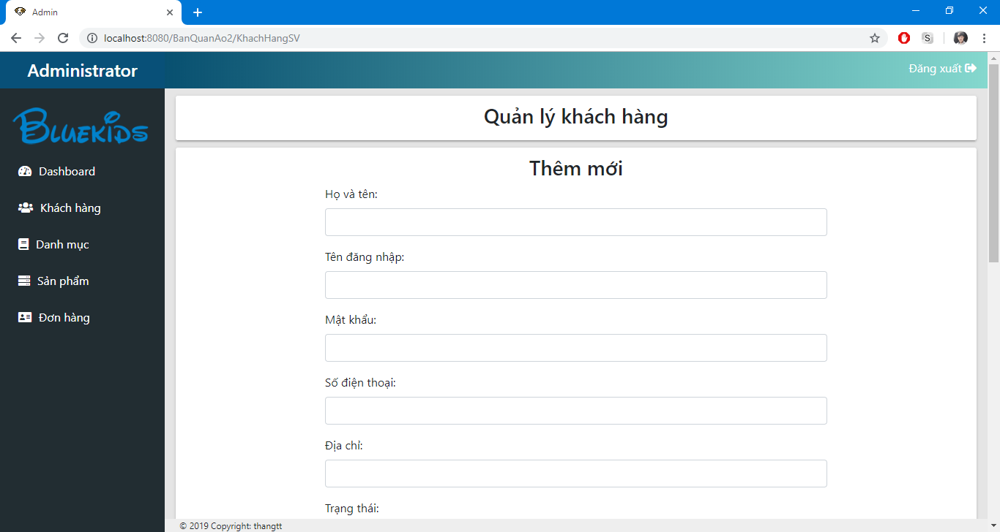 Admin
localhost:8080/BanQuanAo2/KhachHangSV
S
Administrator
Đăng xuất
BLUEKIDS
Dashboard
Khách hàng
Danh mục
Sản phẩm
Đơn hàng
Quản lý khách hàng
Thêm mới
Họ và tên:
Tên đăng nhập:
Mật khẩu:
Số điện thoại:
Địa chỉ:
Trạng thái:
© 2019 Copyright: thangtt